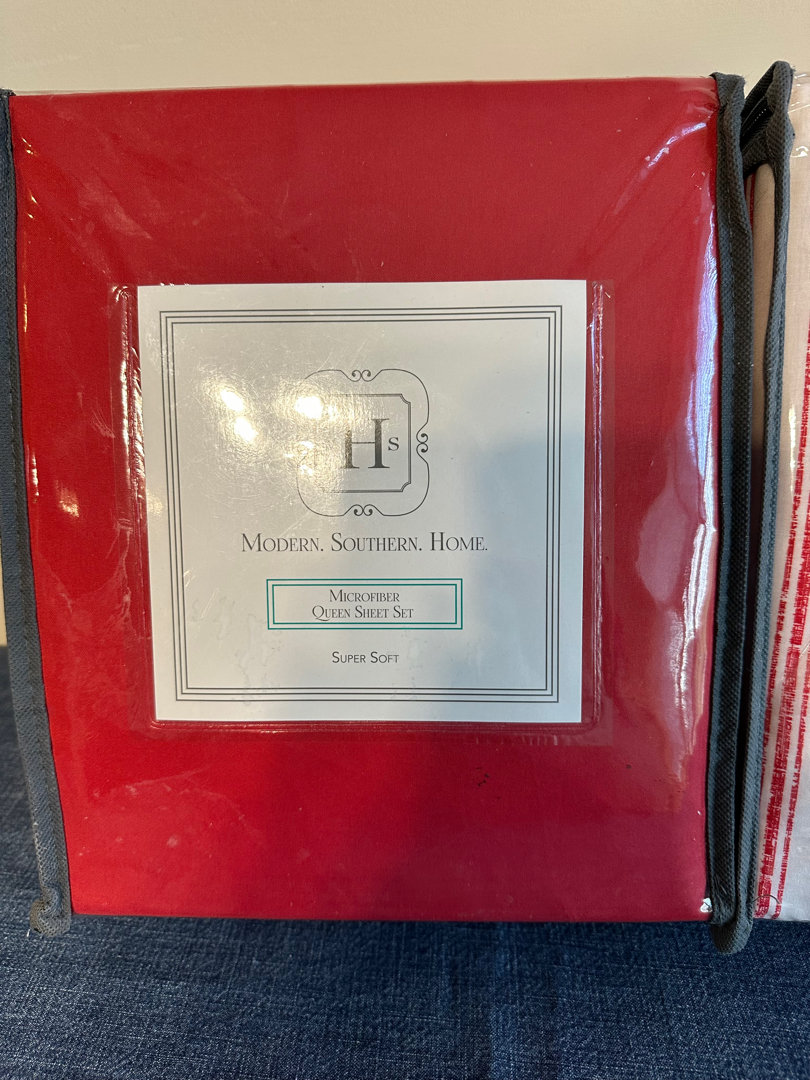 Hs
Modern. Southern. Home.
Microfiber
Queen Sheet Set
Super Soft